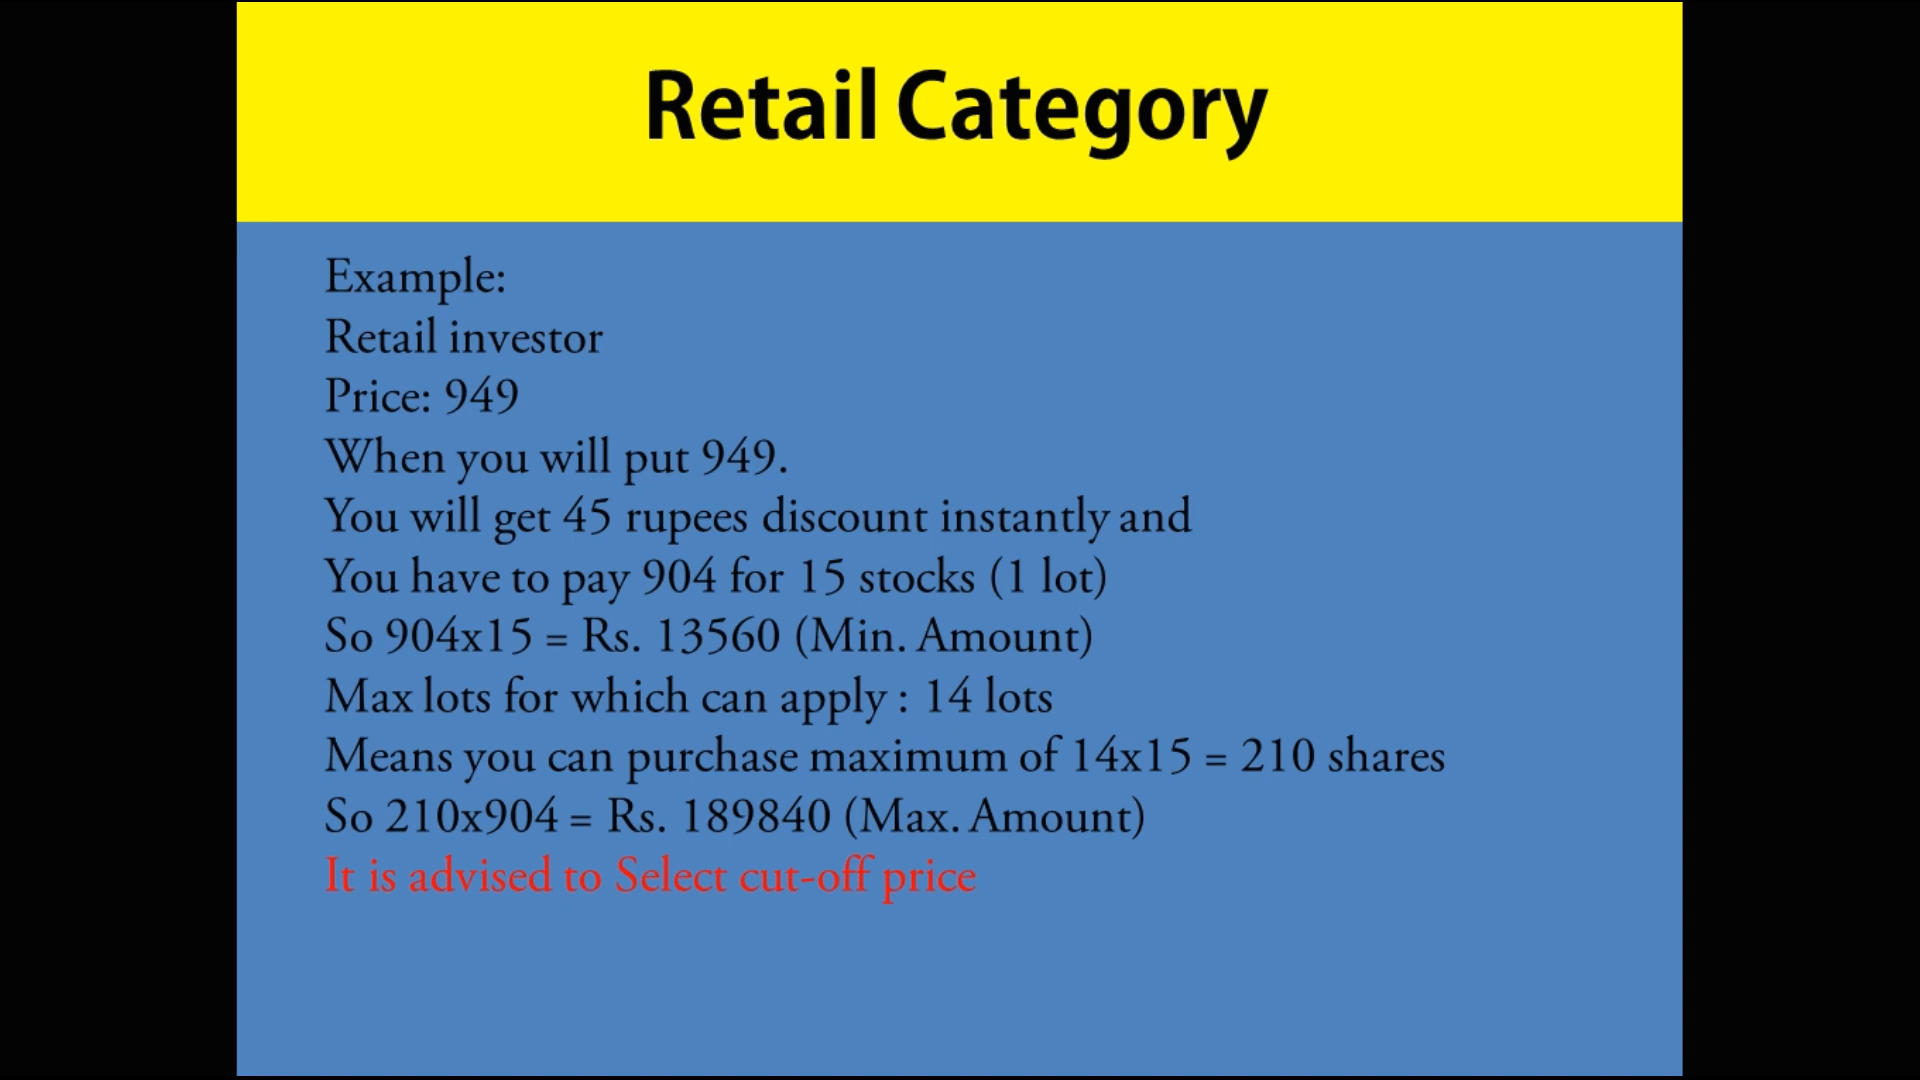 Retail Category
Example:
Retail investor
Price: 949
When you will put 949.
You will get 45 rupees discount instantly and
You have to pay 904 for 15 stocks (1 lot)
So 904x15 = Rs. 13560 (Min. Amount)
Max lots for which can apply : 14 lots
Means you can purchase maximum of 14x15 = 210 shares
So 210x904 = Rs. 189840 (Max. Amount)
It is advised to Select cut-off price